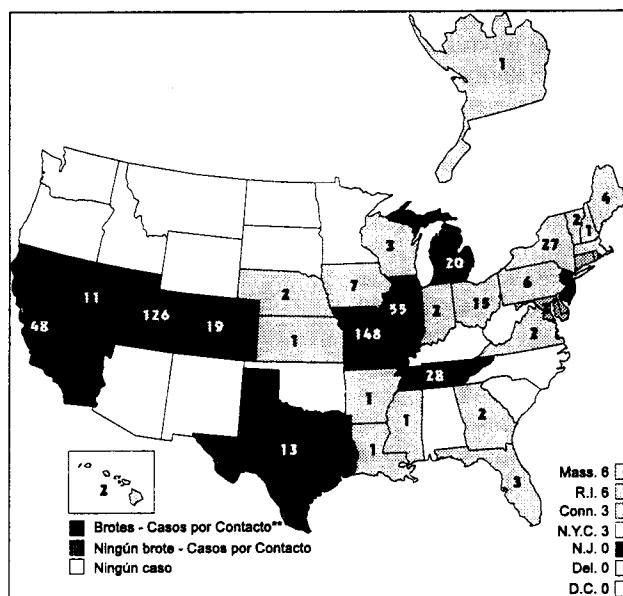 1
4
2
1
27
3
20
6
7
2
15
55
2
11
126
19
2
48
1
148
28
1
1
2
13
1
3
2
Mass. 6
R.I. 6
Conn. 3
N.Y.C. 3
N.J. 0
Del. 0
D.C. 0
Brotes - Casos por Contacto**
Ningún brote - Casos por Contacto
Ningún caso